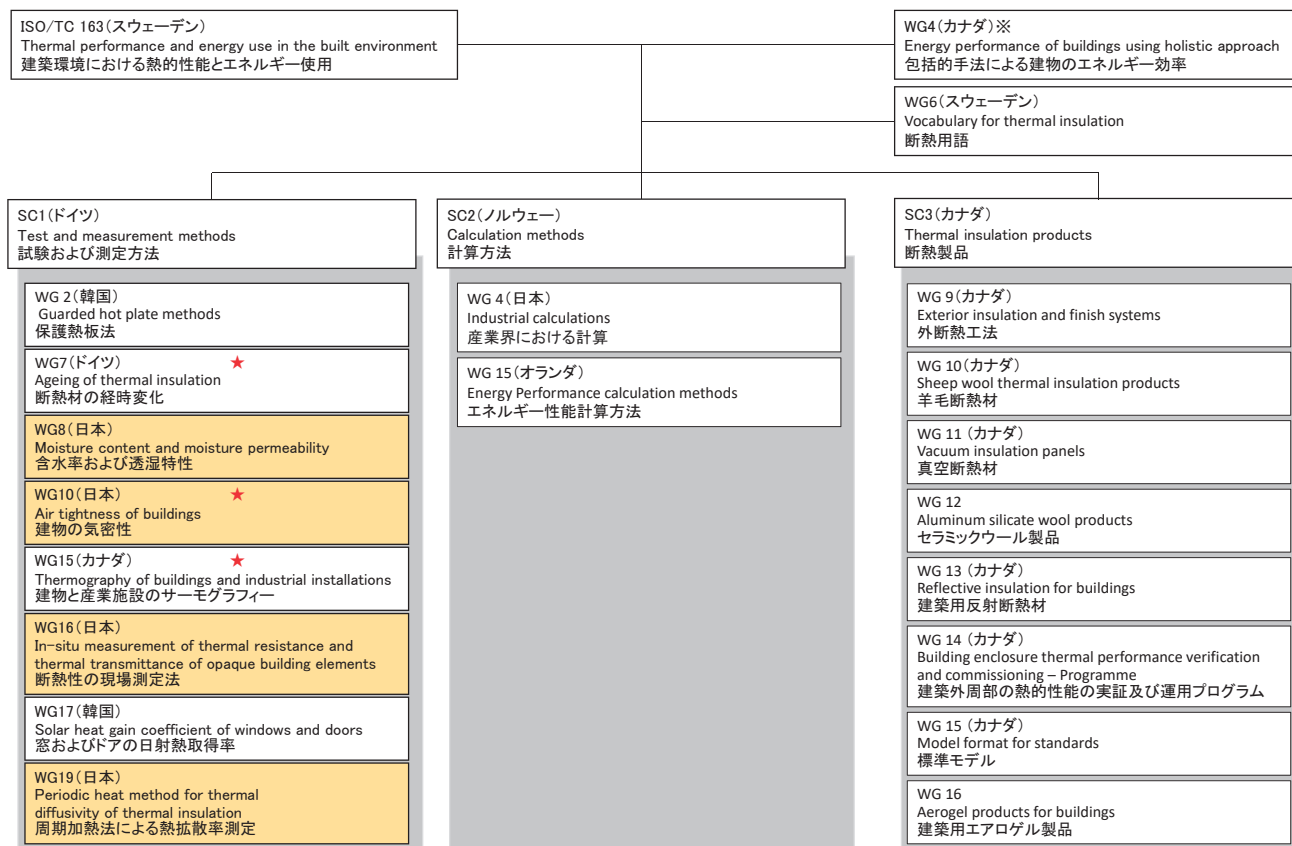 ISO/TC 163(スウェーデン)
Thermal performance and energy use in the built environment
建築環境における熱的性能とエネルギー使用
WG4(カナダ)※
Energy performance of buildings using holistic approach
包括的手法による建物のエネルギー効率
WG6(スウェーデン)
Vocabulary for thermal insulation
断熱用語
SC1(ドイツ)
Test and measurement methods
試験および測定方法
WG 2(韓国)
Guarded hot plate methods
保護熱板法
WG7(ドイツ) ★
Ageing of thermal insulation
断熱材の経時変化
WG8(日本)
Moisture content and moisture permeability
含水率および透湿特性
WG10(日本) ★
Air tightness of buildings
建物の気密性
WG15(カナダ) ★
Thermography of buildings and industrial installations
建物と産業施設のサーモグラフィー
WG16(日本)
In-situ measurement of thermal resistance and
thermal transmittance of opaque building elements
断熱性の現場測定法
WG17(韓国)
Solar heat gain coefficient of windows and doors
窓およびドアの日射熱取得率
WG19(日本)
Periodic heat method for thermal
diffusivity of thermal insulation
周期加熱法による熱拡散率測定
SC2(ノルウェー)
Calculation methods
計算方法
WG 4(日本)
Industrial calculations
産業界における計算
WG 15(オランダ)
Energy Performance calculation methods
エネルギー性能計算方法
SC3(カナダ)
Thermal insulation products
断熱製品
WG 9(カナダ)
Exterior insulation and finish systems
外断熱工法
WG 10(カナダ)
Sheep wool thermal insulation products
羊毛断熱材
WG 11(カナダ)
Vacuum insulation panels
真空断熱材
WG 12
Aluminum silicate wool products
セラミックウール製品
WG 13(カナダ)
Reflective insulation for buildings
建築用反射断熱材
WG 14(カナダ)
Building enclosure thermal performance verification
and commissioning – Programme
建築外周部の熱的性能の実証及び運用プログラム
WG 15(カナダ)
Model format for standards
標準モデル
WG 16
Aerogel products for buildings
建築用エアロゲル製品